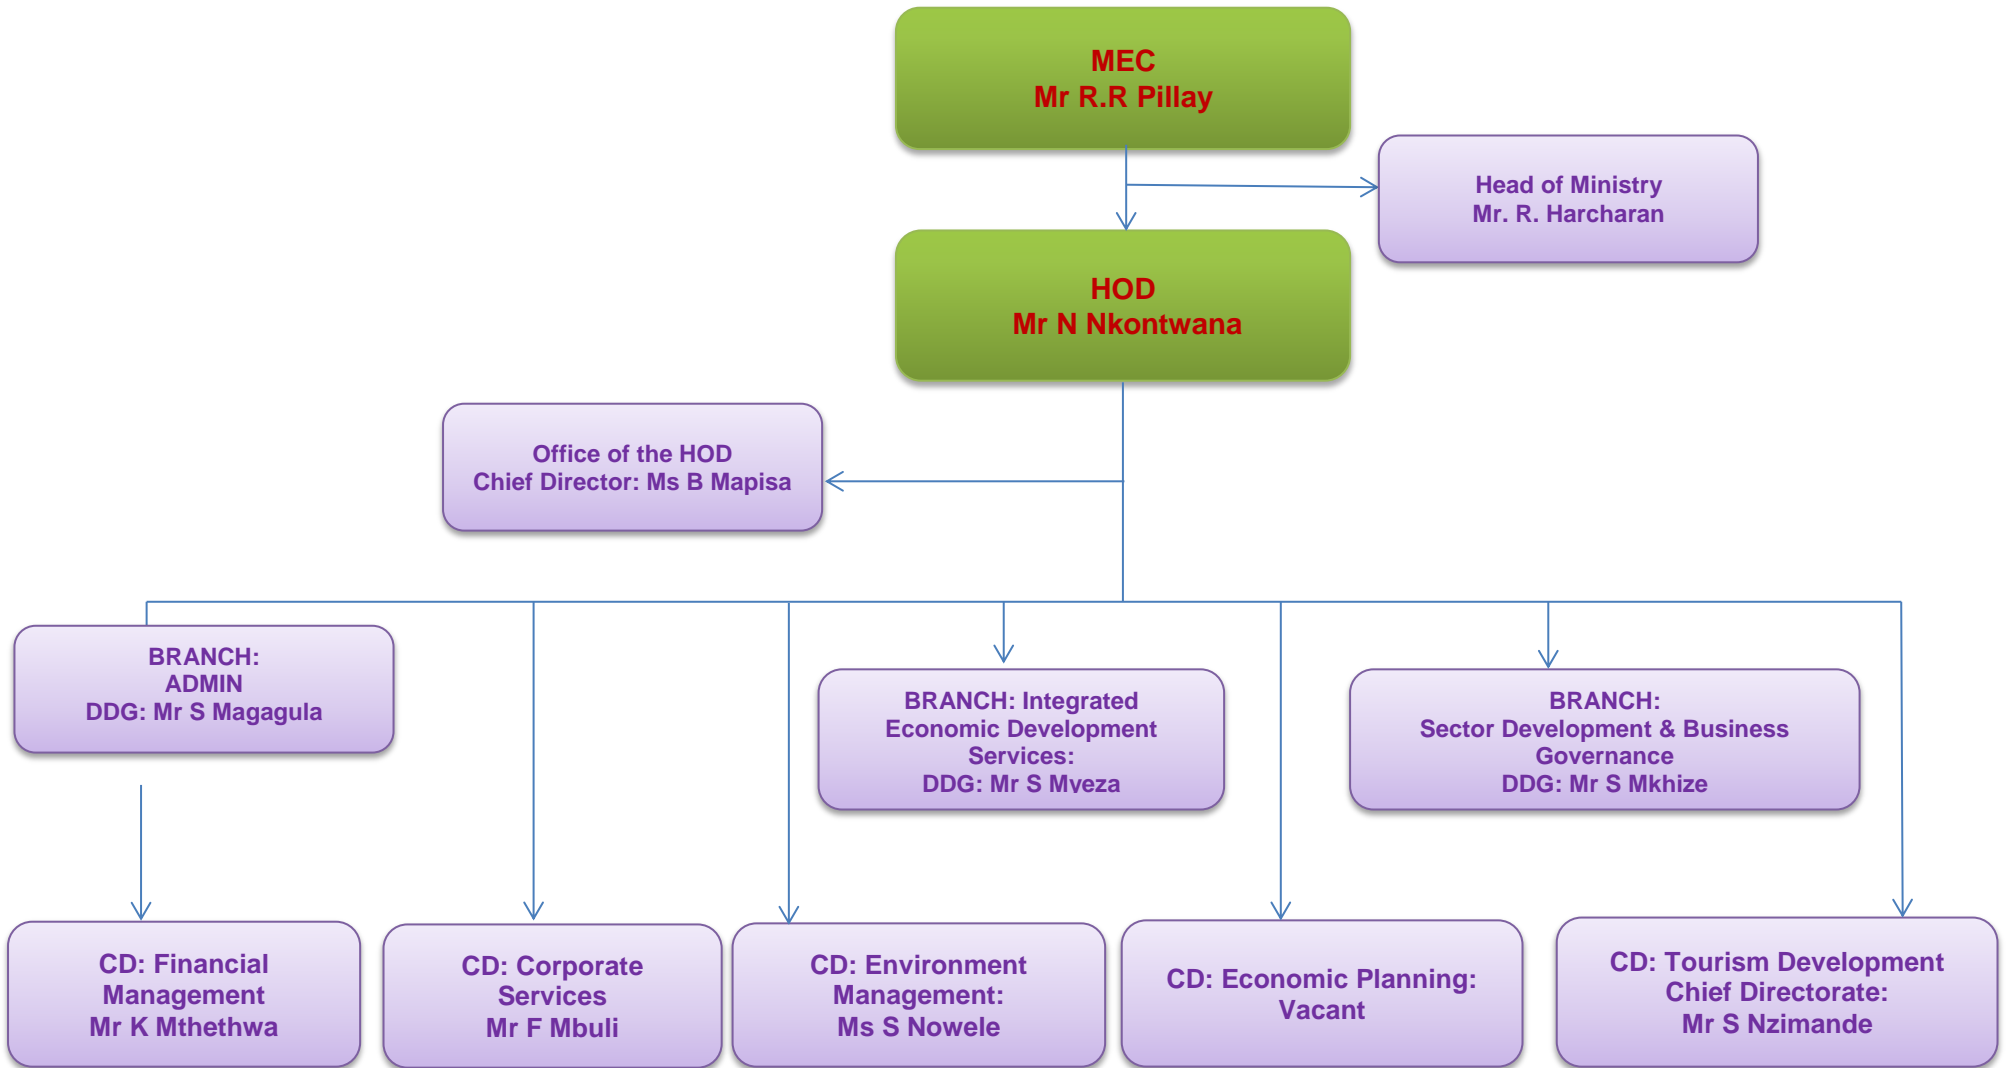 MEC
Mr R.R Pillay
Head of Ministry
Mr. R. Harcharan
HOD
Mr N Nkontwana
Office of the HOD
Chief Director: Ms B Mapisa
BRANCH:
ADMIN
DDG: Mr S Magagula
BRANCH: Integrated
Economic Development
Services:
DDG: Mr S Mveza
BRANCH:
Sector Development & Business
Governance
DDG: Mr S Mkhize
CD: Financial
Management
Mr K Mthethwa
CD: Corporate
Services
Mr F Mbuli
CD: Environment
Management:
Ms S Nowele
CD: Economic Planning:
Vacant
CD: Tourism Development
Chief Directorate:
Mr S Nzimande